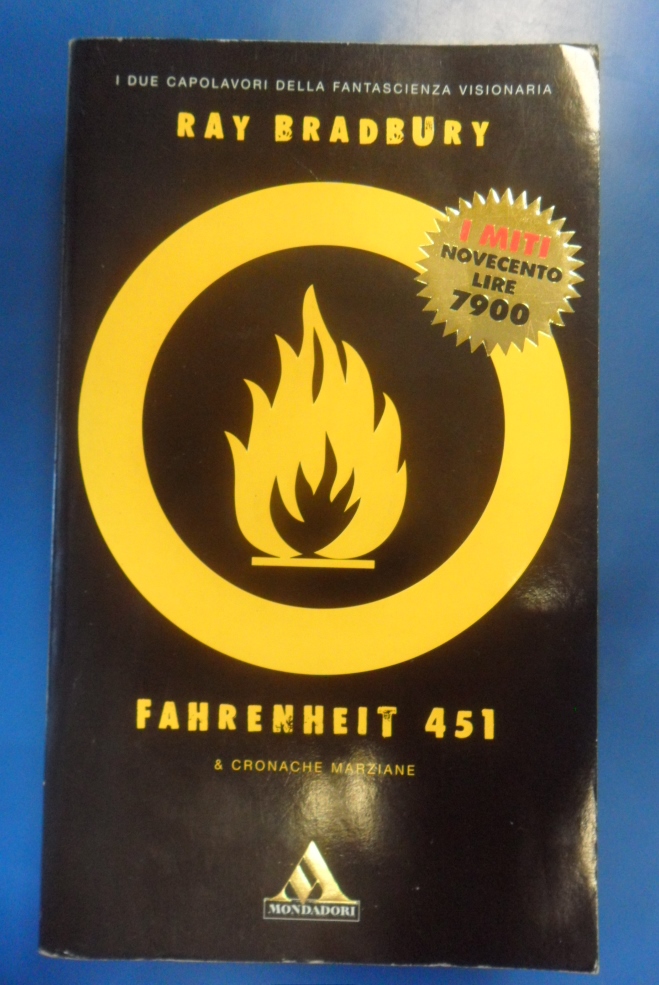 I DUE CAPOLAVORI DELLA FANTASCIENZA VISIONARIA
RAY BRADBURY
I MITI
NOVECENTO
LIRE
7900
FAHRENHEIT 451
& CRONACHE MARZIANE
MONDADORI